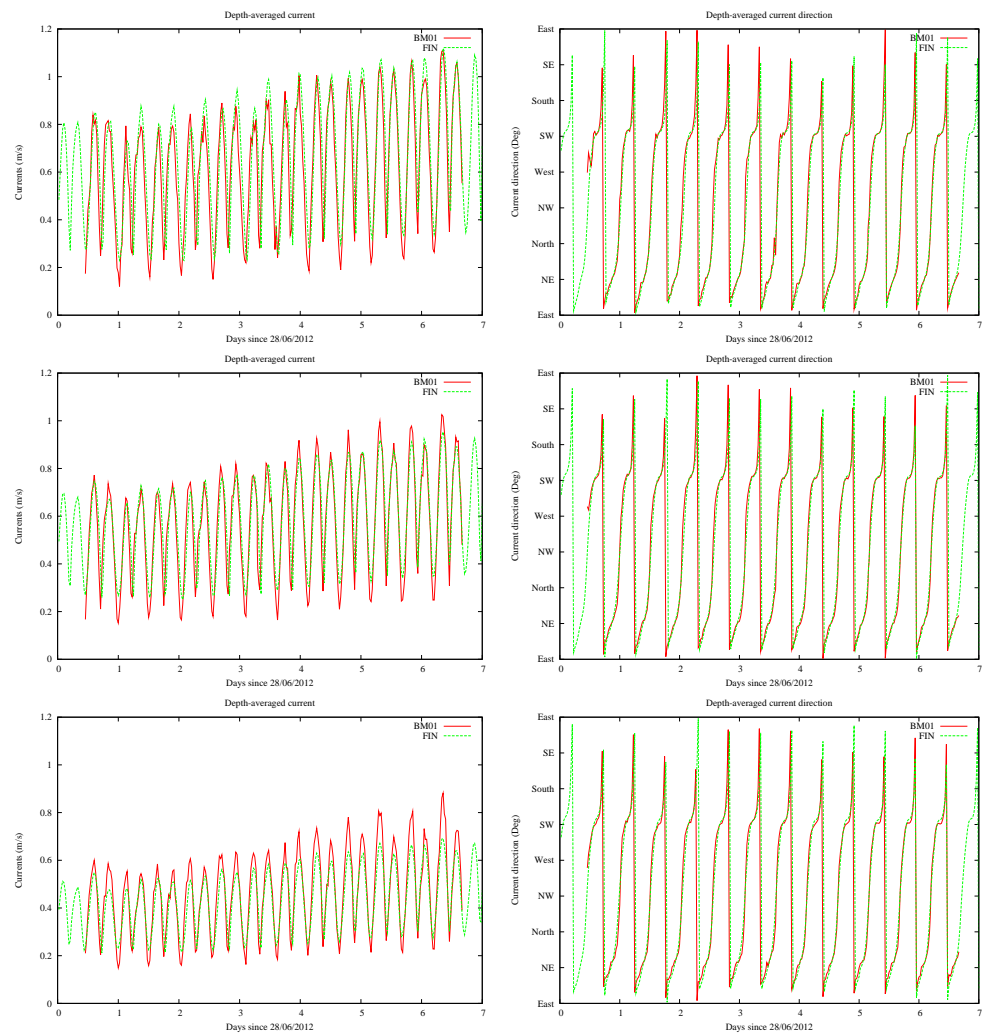 Depth-averaged current
1.2
1
0.8
0.6
0.4
0.2
0
Currents (m/s)
BM01
FIN
0 1 2 3 4 5 6 7
Days since 28/06/2012
Depth-averaged current direction
East
SE
South
SW
West
NW
North
NE
East
Current direction (Deg)
BM01
FIN
0 1 2 3 4 5 6 7
Days since 28/06/2012
Depth-averaged current
1.2
1
0.8
0.6
0.4
0.2
0
Currents (m/s)
BM01
FIN
0 1 2 3 4 5 6 7
Days since 28/06/2012
Depth-averaged current direction
East
SE
South
SW
West
NW
North
NE
East
Current direction (Deg)
BM01
FIN
0 1 2 3 4 5 6 7
Days since 28/06/2012
Depth-averaged current
1.2
1
0.8
0.6
0.4
0.2
0
Currents (m/s)
BM01
FIN
0 1 2 3 4 5 6 7
Days since 28/06/2012
Depth-averaged current direction
East
SE
South
SW
West
NW
North
NE
East
Current direction (Deg)
BM01
FIN
0 1 2 3 4 5 6 7
Days since 28/06/2012